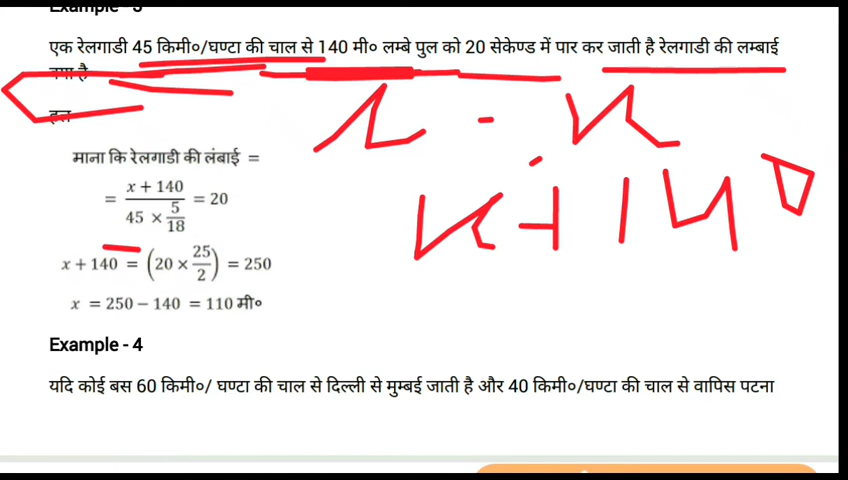 एक रेलगाडी 45 किमी०/घण्टा की चाल से 140 मी० लम्बे पुल को 20 सेकेण्ड में पार कर जाती है रेलगाडी की लम्बाई
क्या है
हल
माना कि रेलगाडी की लंबाई =
= (x + 140) / (45 × 5/18) = 20
x + 140 = (20 × 25/2) = 250
x = 250 − 140 = 110 मी०
x + 140
Example - 4
यदि कोई बस 60 किमी०/ घण्टा की चाल से दिल्ली से मुम्बई जाती है और 40 किमी०/घण्टा की चाल से वापिस पटना